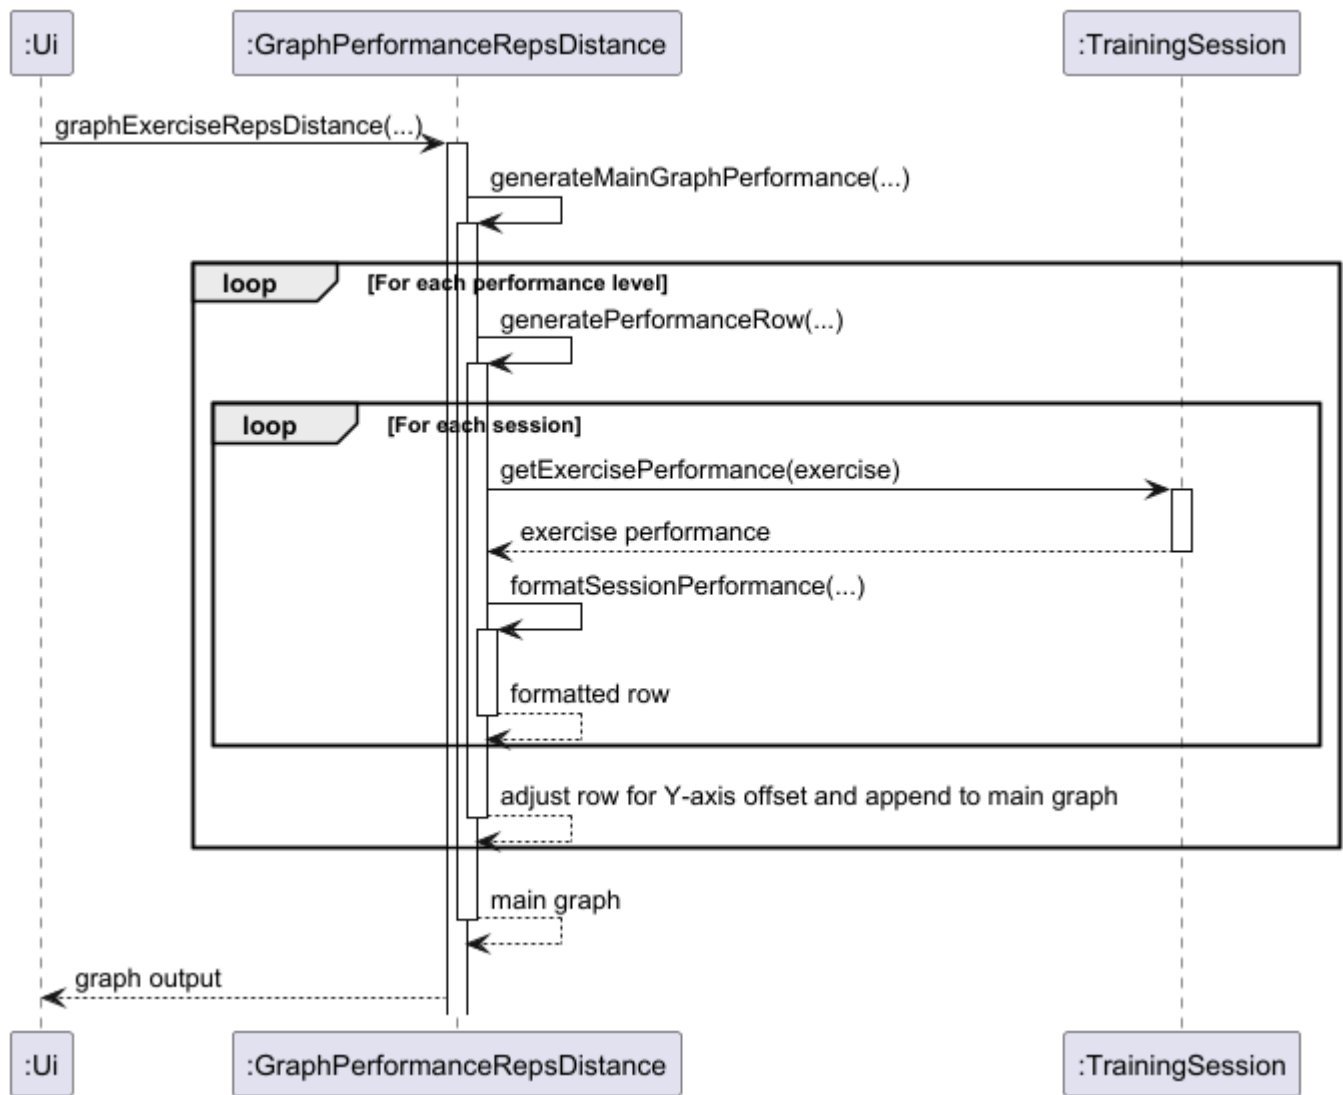 :Ui
:GraphPerformanceRepsDistance
:TrainingSession
graphExerciseRepsDistance(...)
generateMainGraphPerformance(...)
loop
[For each performance level]
generatePerformanceRow(...)
loop
[For each session]
getExercisePerformance(exercise)
exercise performance
formatSessionPerformance(...)
formatted row
adjust row for Y-axis offset and append to main graph
main graph
graph output
:Ui
:GraphPerformanceRepsDistance
:TrainingSession